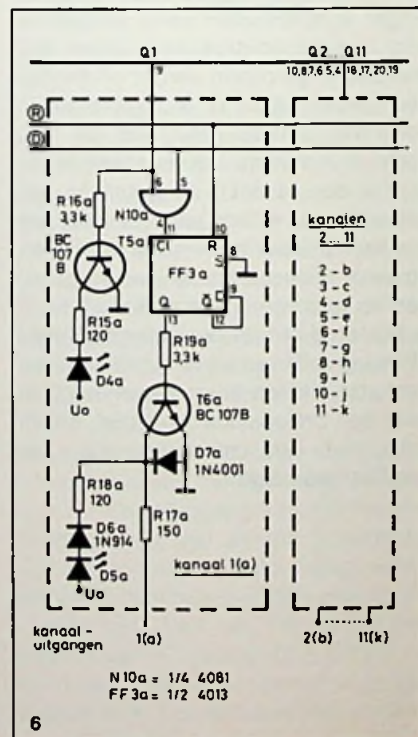 Q1
Q2 ... Q11
9
10,8,7,6,5,4 18,17,20,19
R
D
6
5
R16a
3,3k
N10a
4
11
10
BC
107
B
T5a
Cl
R
8
S
FF3a
9
D
Q
Q̄
13
12
R15a
120
R19a
3,3k
D4a
Uo
T6a
BC 107B
D7a
1N4001
R18a
120
R17a
150
D6a
1N914
D5a
Uo
kanaal 1(a)
kanalen
2 ... 11
2 - b
3 - c
4 - d
5 - e
6 - f
7 - g
8 - h
9 - i
10 - j
11 - k
kanaal -
uitgangen
1(a)
2(b) 11(k)
N10a = 1/4 4081
FF3a = 1/2 4013
6